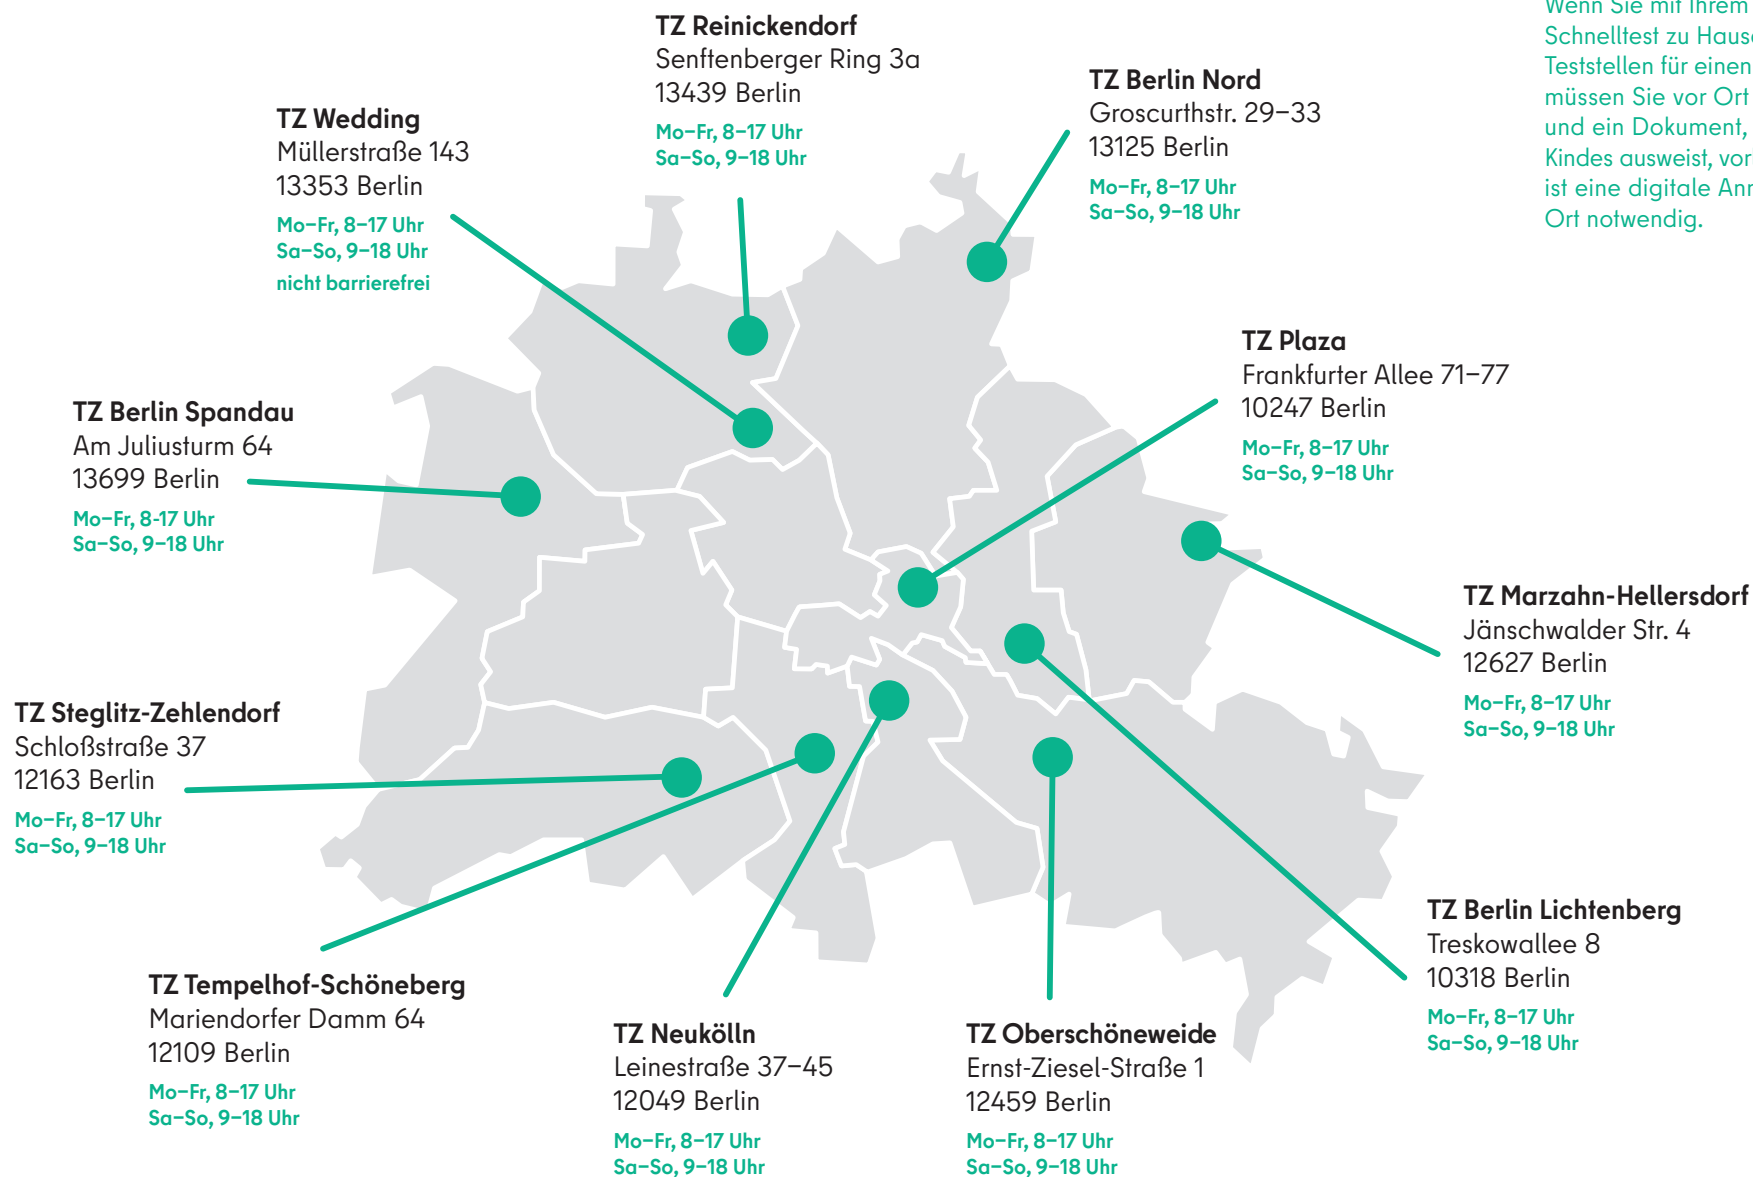 TZ Reinickendorf
Senftenberger Ring 3a
13439 Berlin
Mo–Fr, 8–17 Uhr
Sa–So, 9–18 Uhr
TZ Berlin Nord
Groscurthstr. 29–33
13125 Berlin
Mo–Fr, 8–17 Uhr
Sa–So, 9–18 Uhr
Wenn Sie mit Ihrem
Schnelltest zu Hause
Teststellen für einen
müssen Sie vor Ort
und ein Dokument,
Kindes ausweist, vor
ist eine digitale Anm
Ort notwendig.
TZ Wedding
Müllerstraße 143
13353 Berlin
Mo–Fr, 8–17 Uhr
Sa–So, 9–18 Uhr
nicht barrierefrei
TZ Plaza
Frankfurter Allee 71–77
10247 Berlin
Mo–Fr, 8–17 Uhr
Sa–So, 9–18 Uhr
TZ Berlin Spandau
Am Juliusturm 64
13699 Berlin
Mo–Fr, 8-17 Uhr
Sa–So, 9–18 Uhr
TZ Marzahn-Hellersdorf
Jänschwalder Str. 4
12627 Berlin
Mo–Fr, 8–17 Uhr
Sa–So, 9–18 Uhr
TZ Steglitz-Zehlendorf
Schloßstraße 37
12163 Berlin
Mo–Fr, 8–17 Uhr
Sa–So, 9–18 Uhr
TZ Berlin Lichtenberg
Treskowallee 8
10318 Berlin
Mo–Fr, 8–17 Uhr
Sa–So, 9–18 Uhr
TZ Tempelhof-Schöneberg
Mariendorfer Damm 64
12109 Berlin
Mo–Fr, 8–17 Uhr
Sa–So, 9–18 Uhr
TZ Neukölln
Leinestraße 37–45
12049 Berlin
Mo–Fr, 8–17 Uhr
Sa–So, 9–18 Uhr
TZ Oberschöneweide
Ernst-Ziesel-Straße 1
12459 Berlin
Mo–Fr, 8–17 Uhr
Sa–So, 9–18 Uhr